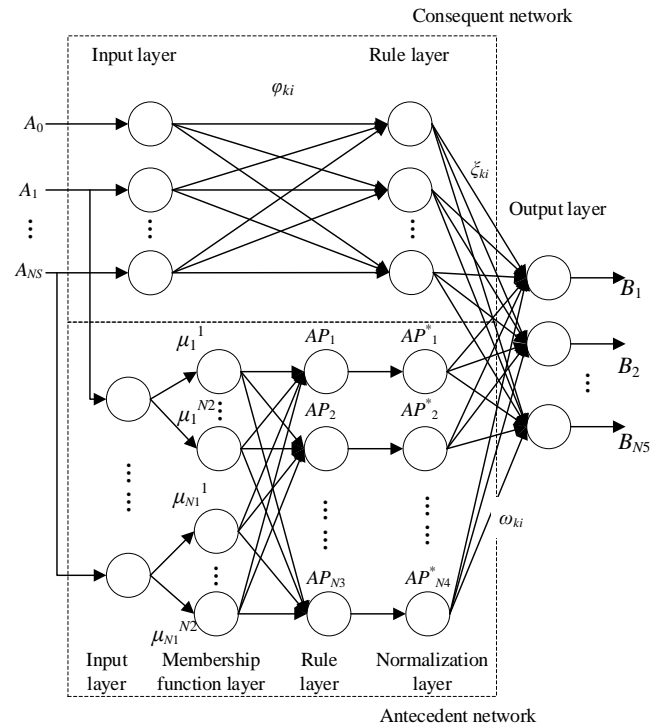 Consequent network
Input layer
Rule layer
φki
A0
A1
⋮
ANS
ξki
Output layer
B1
B2
⋮
BN5
μ1^1
μ1^N2
μN1^1
μN1^N2
AP1
AP2
APN3
AP*1
AP*2
AP*N4
ωki
Input layer
Membership function layer
Rule layer
Normalization layer
Antecedent network